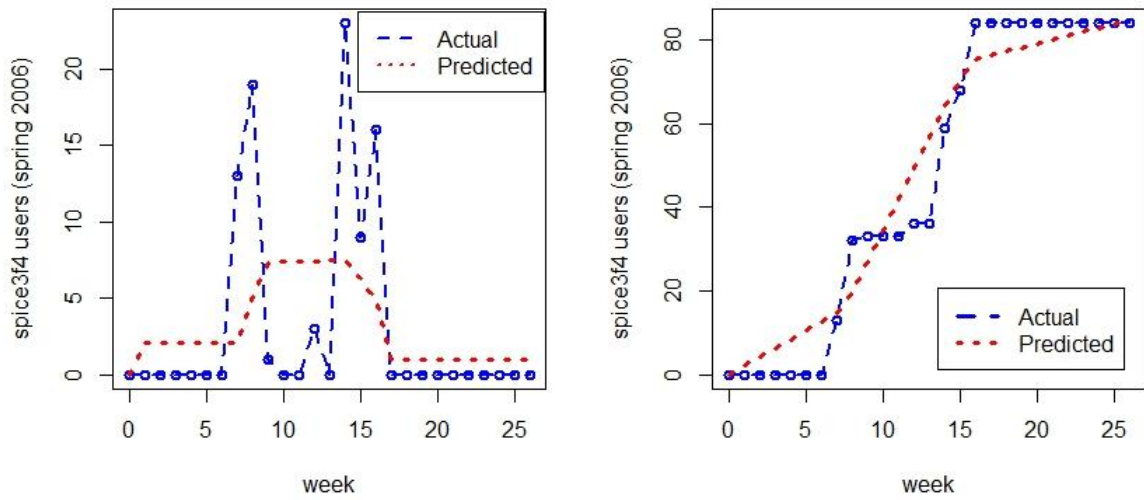 spice3f4 users (spring 2006)
20
15
10
5
0
Actual
Predicted
0 5 10 15 20 25
week
spice3f4 users (spring 2006)
80
60
40
20
0
Actual
Predicted
0 5 10 15 20 25
week